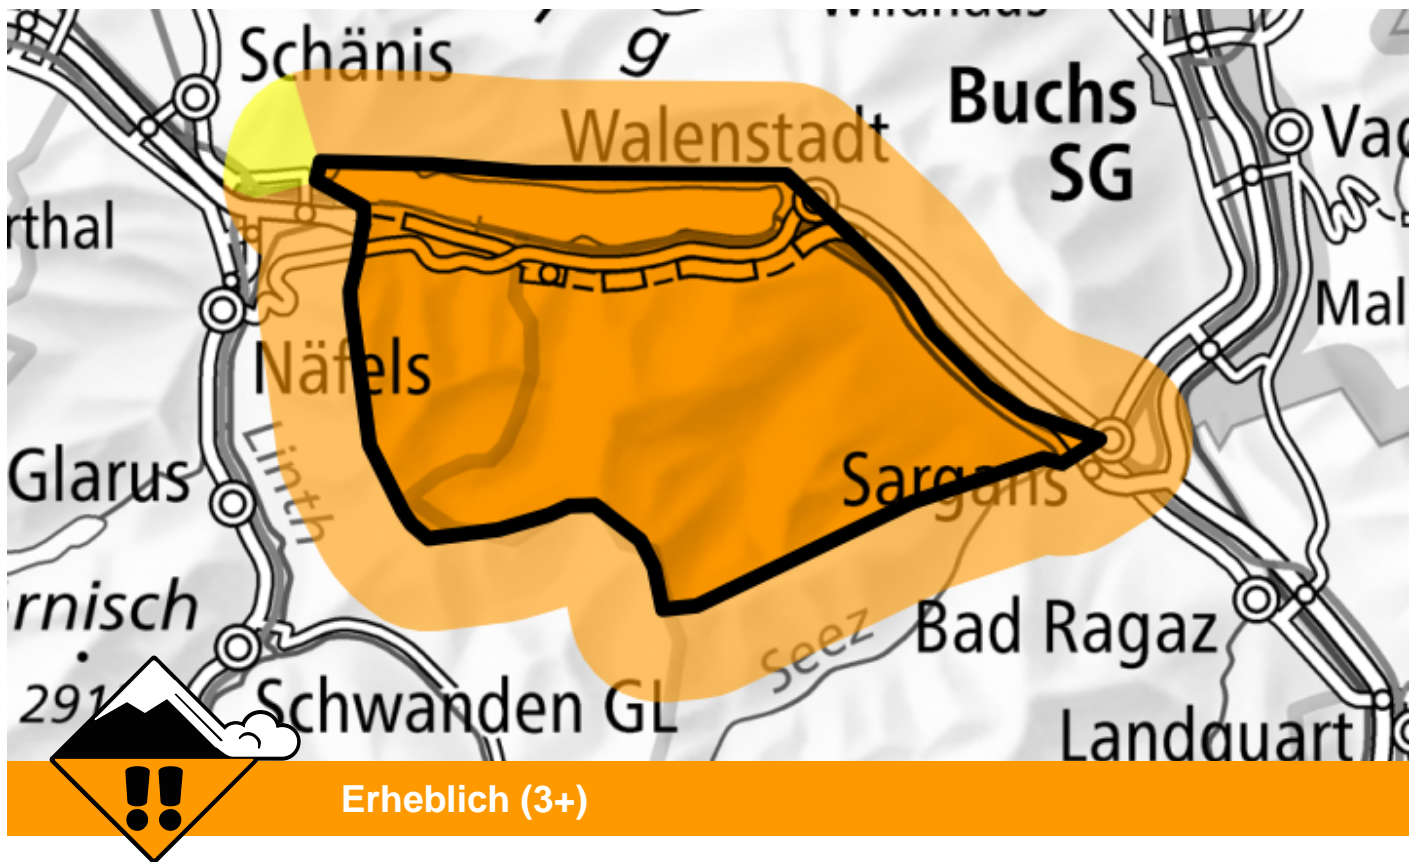 Schänis
g
Walenstadt
Buchs
SG
rthal
Näfels
Glarus
Linth
Sargans
rnisch
291
Seez
Bad Ragaz
Schwanden GL
Landquart
Erheblich (3+)